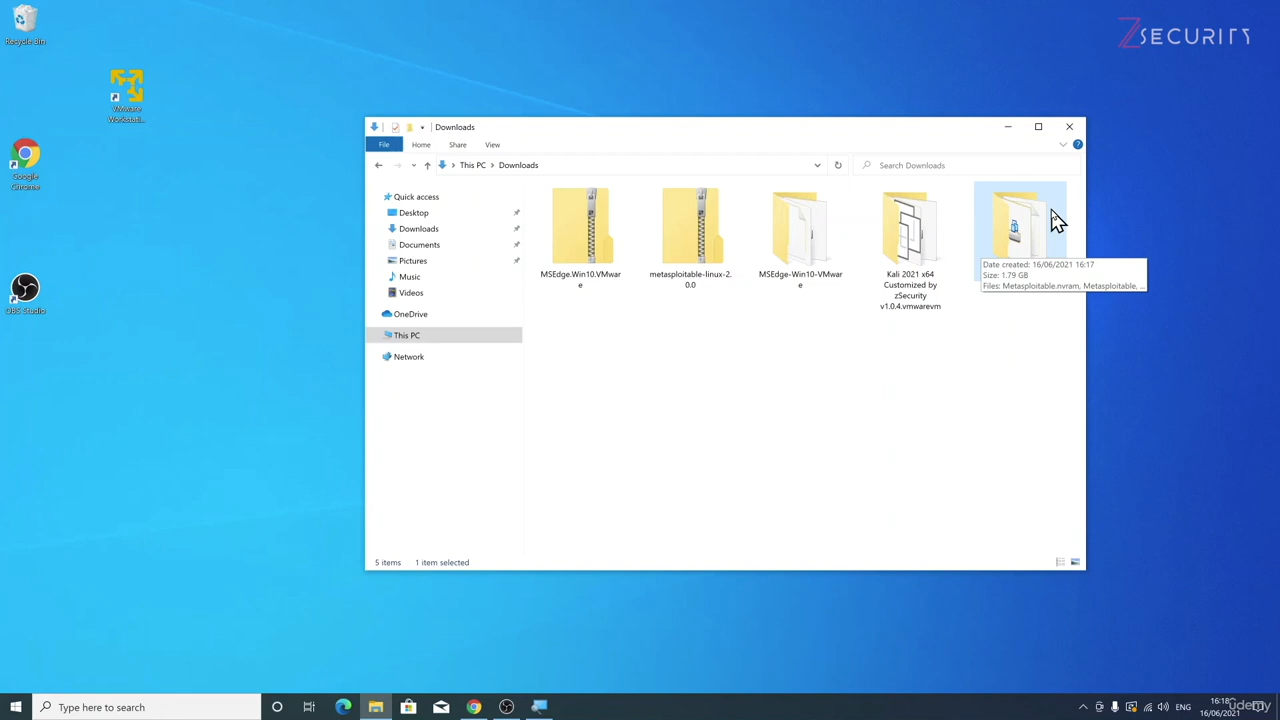 Recycle Bin
VMware
Workstati...
Google
Chrome
OBS Studio
ZSECURITY
Downloads
File
Home
Share
View
This PC
Downloads
Search Downloads
Quick access
Desktop
Downloads
Documents
Pictures
Music
Videos
OneDrive
This PC
Network
MSEdge.Win10.VMwar
e
metasploitable-linux-2.
0.0
MSEdge-Win10-VMwar
e
Kali 2021 x64
Customized by
zSecurity
v1.0.4.vmwarevm
Date created: 16/06/2021 16:17
Size: 1.79 GB
Files: Metasploitable.nvram, Metasploitable, ...
5 items
1 item selected
Type here to search
ENG
16:18
16/06/2021
Udemy